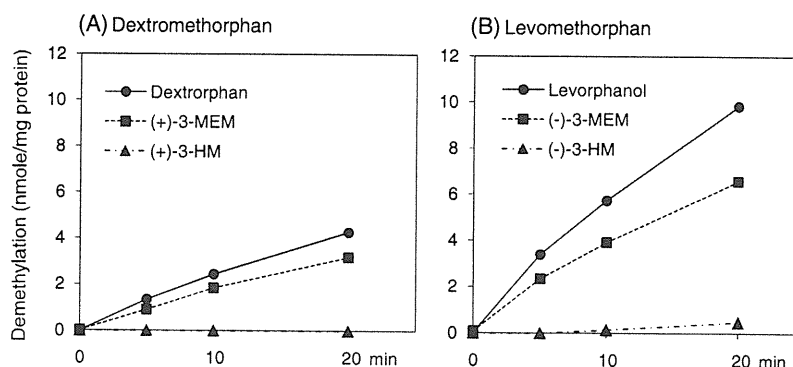 (A) Dextromethorphan
Demethylation (nmole/mg protein)
12
10
8
6
4
2
0
Dextrorphan
(+)-3-MEM
(+)-3-HM
0 10 20 min
(B) Levomethorphan
12
10
8
6
4
2
0
Levorphanol
(-)-3-MEM
(-)-3-HM
0 10 20 min